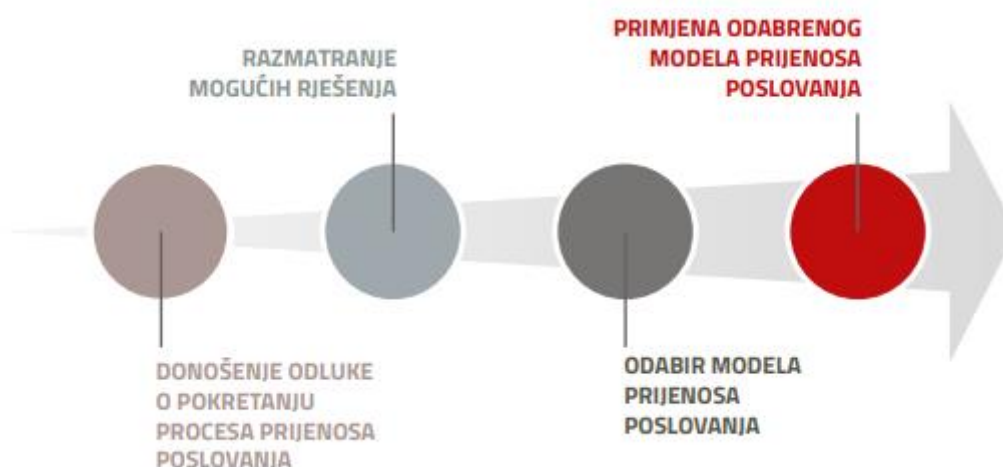 DONOŠENJE ODLUKE
O POKRETANJU
PROCESA PRIJENOSA
POSLOVANJA
RAZMATRANJE
MOGUĆIH RJEŠENJA
ODABIR MODELA
PRIJENOSA
POSLOVANJA
PRIMJENA ODABRENOG
MODELA PRIJENOSA
POSLOVANJA